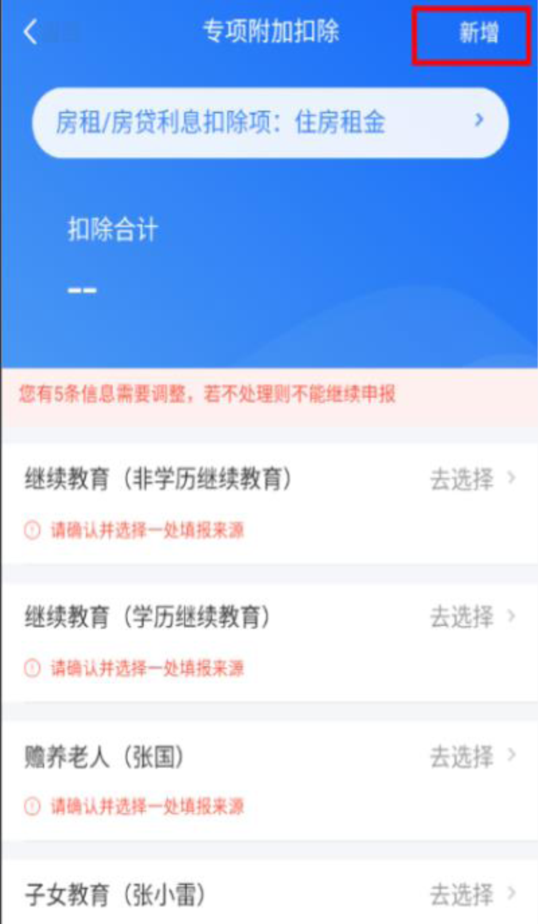 专项附加扣除
新增
房租/房贷利息扣除项：住房租金
扣除合计
--
您有5条信息需要调整，若不处理则不能继续申报
继续教育（非学历继续教育）
去选择
请确认并选择一处填报来源
继续教育（学历继续教育）
去选择
请确认并选择一处填报来源
赡养老人（张国）
去选择
请确认并选择一处填报来源
子女教育（张小雷）
去选择